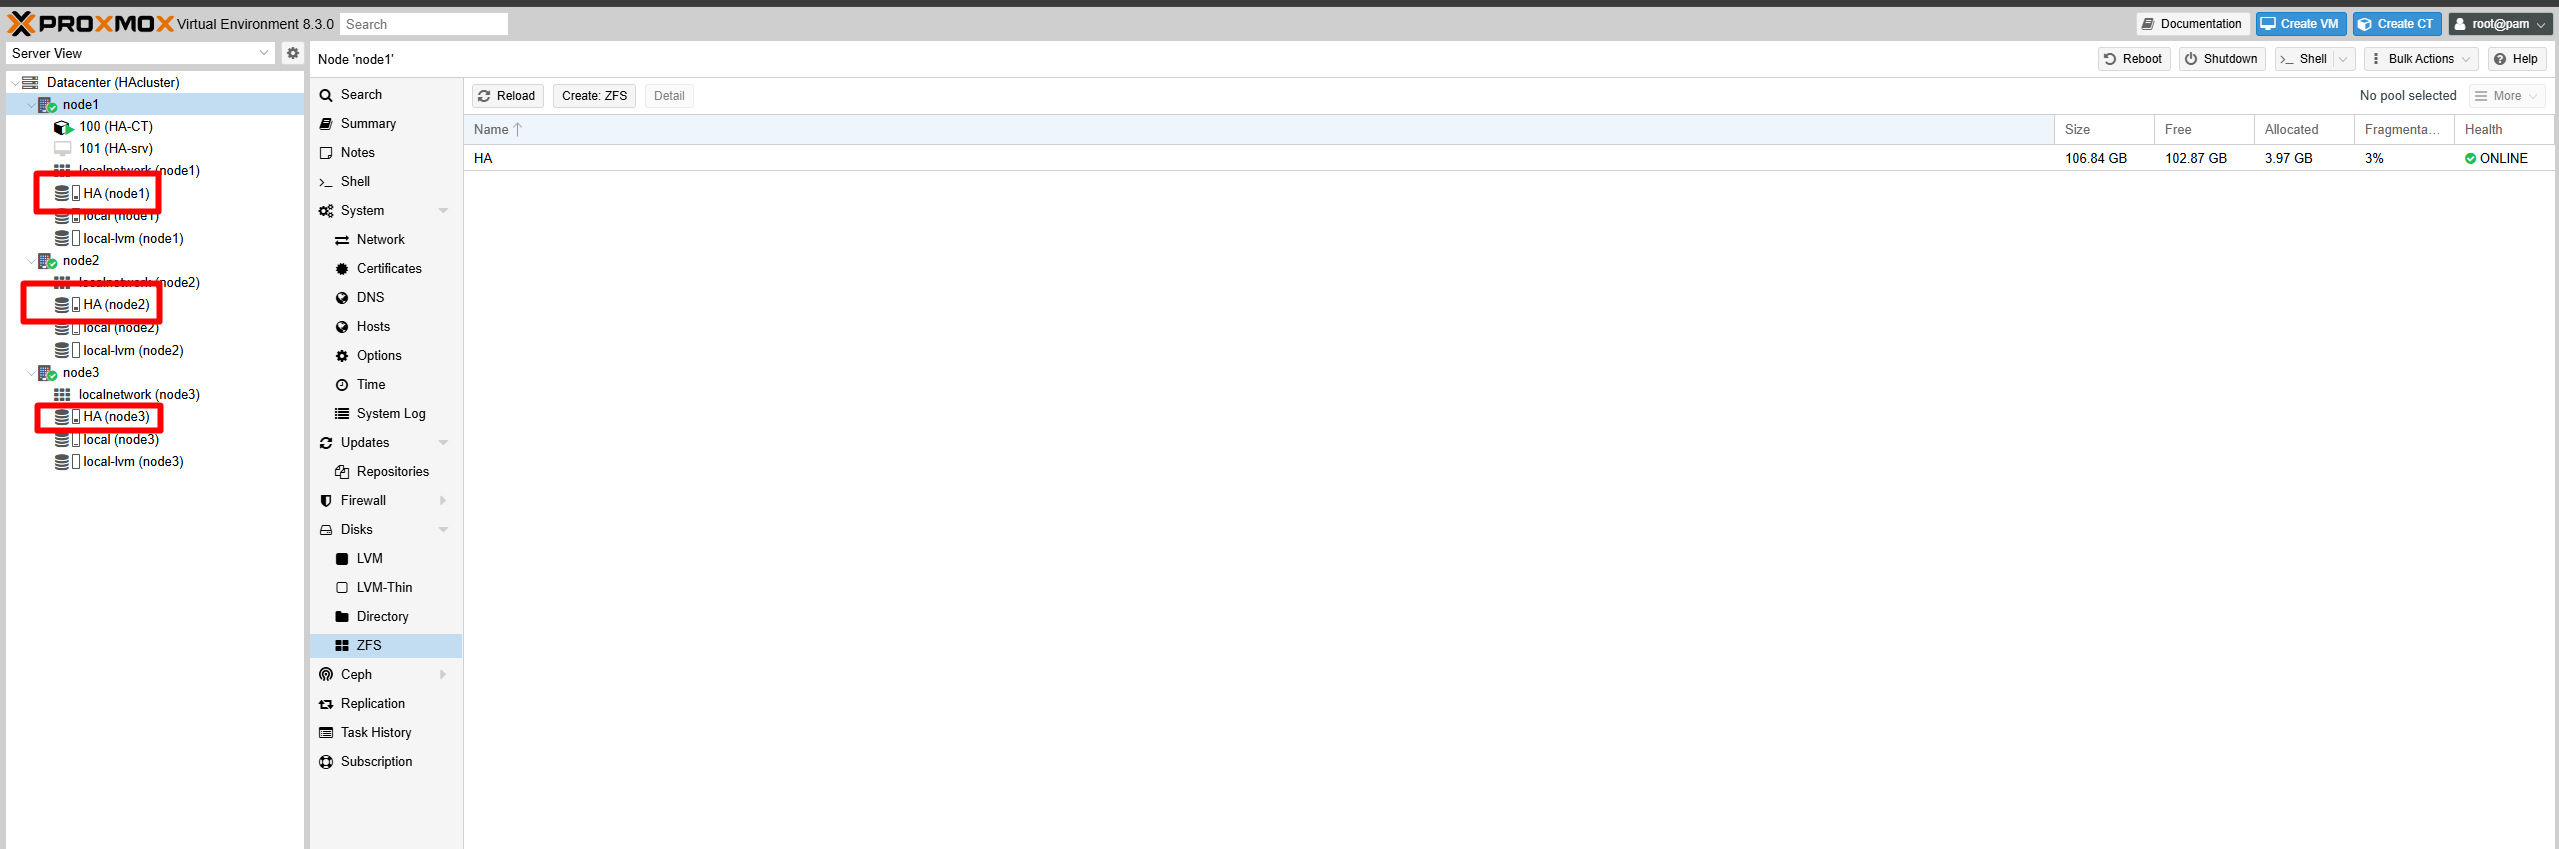 PROXMOX Virtual Environment 8.3.0 Search Documentation Create VM Create CT root@pam
Server View
Node 'node1' Reboot Shutdown Shell Bulk Actions Help
Datacenter (HAcluster)
node1
100 (HA-CT)
101 (HA-srv)
localnetwork (node1)
HA (node1)
local (node1)
local-lvm (node1)
node2
localnetwork (node2)
HA (node2)
local (node2)
local-lvm (node2)
node3
localnetwork (node3)
HA (node3)
local (node3)
local-lvm (node3)
Search
Summary
Notes
Shell
System
Network
Certificates
DNS
Hosts
Options
Time
System Log
Updates
Repositories
Firewall
Disks
LVM
LVM-Thin
Directory
ZFS
Ceph
Replication
Task History
Subscription
Reload Create: ZFS Detail No pool selected More
Name Size Free Allocated Fragmenta... Health
HA 106.84 GB 102.87 GB 3.97 GB 3% ONLINE